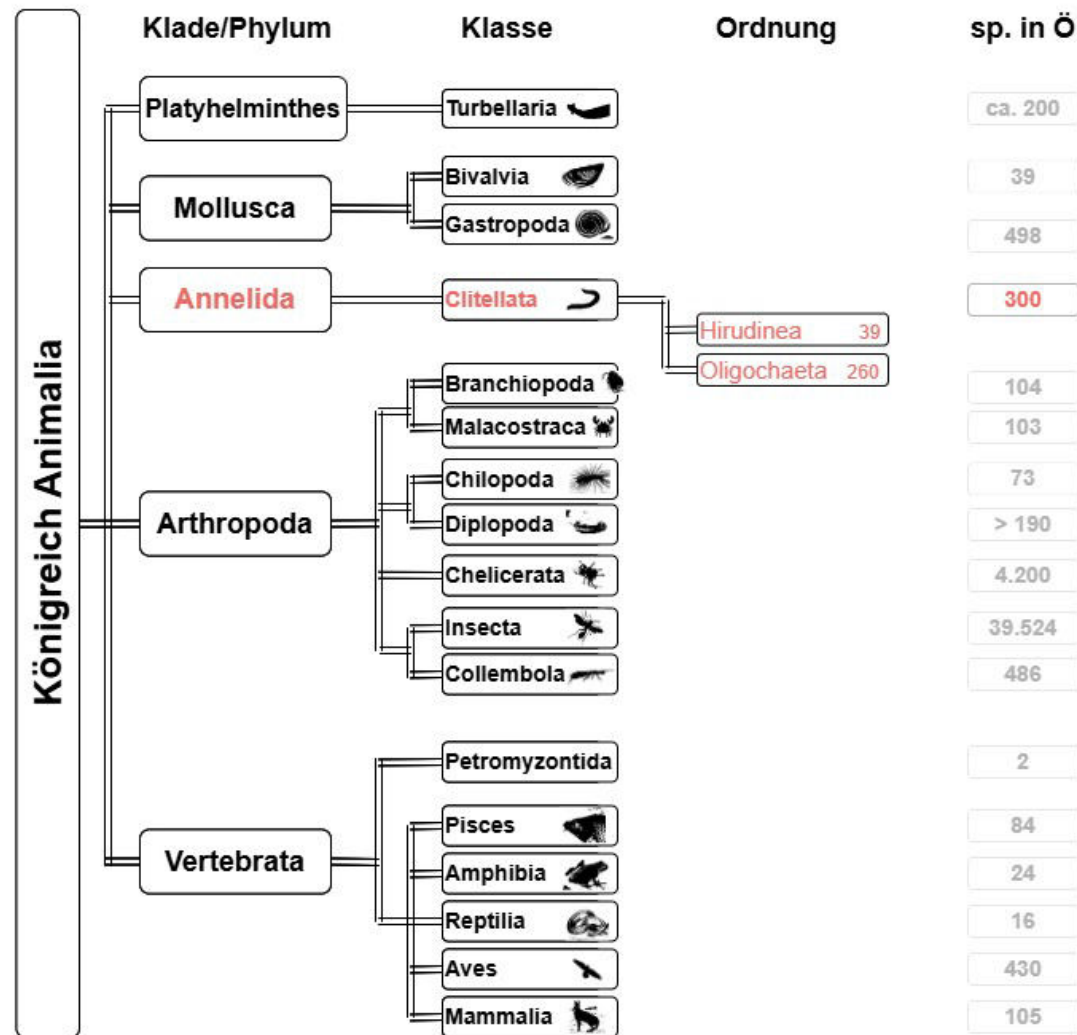 Klade/Phylum Klasse Ordnung sp. in Ö
Königreich Animalia
Platyhelminthes Turbellaria ca. 200
Mollusca
Bivalvia 39
Gastropoda 498
Annelida Clitellata 300
Hirudinea 39
Oligochaeta 260
Arthropoda
Branchiopoda 104
Malacostraca 103
Chilopoda 73
Diplopoda > 190
Chelicerata 4.200
Insecta 39.524
Collembola 486
Vertebrata
Petromyzontida 2
Pisces 84
Amphibia 24
Reptilia 16
Aves 430
Mammalia 105